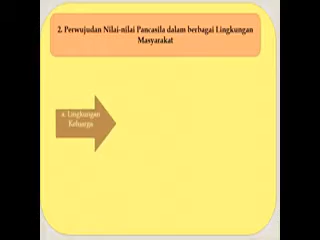 2. Perwujudan Nilai-nilai Pancasila dalam berbagai Lingkungan
Masyarakat
a. Lingkungan
Keluarga